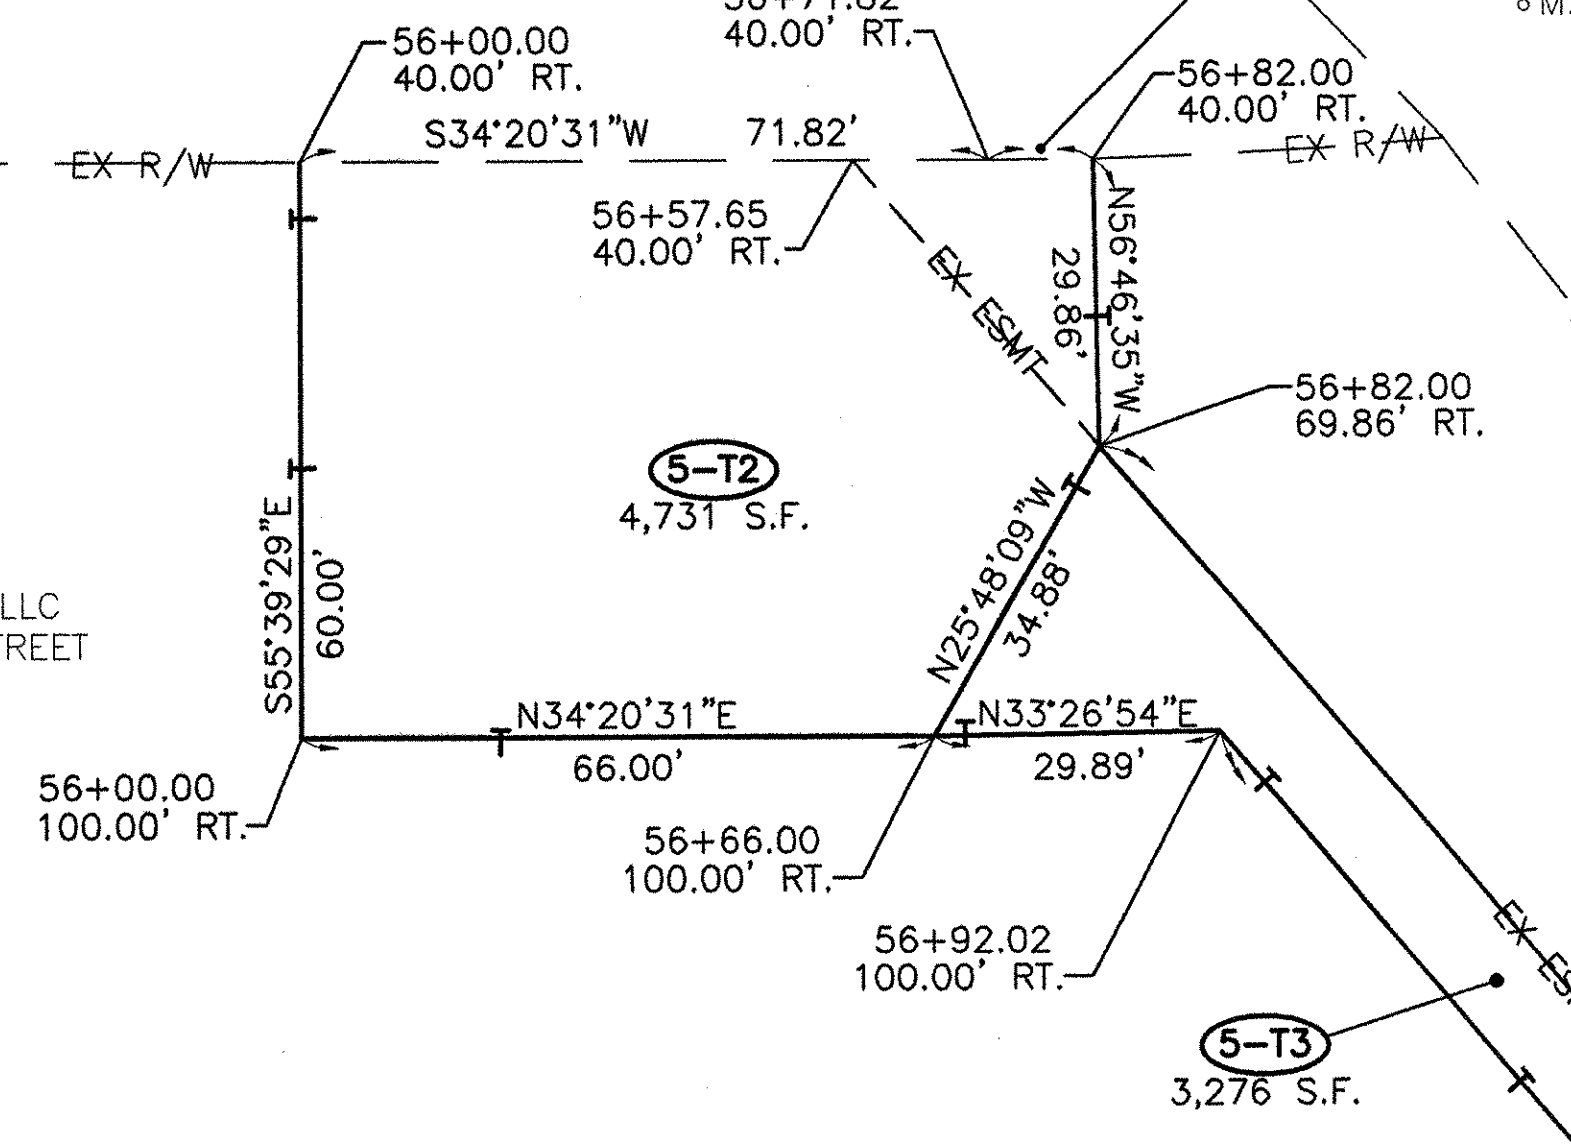 56+00.00
40.00' RT.
40.00' RT.
56+82.00
40.00' RT.
EX R/W
S34°20'31"W 71.82'
EX R/W
56+57.65
40.00' RT.
EX ESMT
N56°46'35"W
29.86'
56+82.00
69.86' RT.
5-T2
4,731 S.F.
S55°39'29"E
60.00'
N25°48'09"W
34.88'
LLC
TREET
N34°20'31"E
66.00'
N33°26'54"E
29.89'
56+00.00
100.00' RT.
56+66.00
100.00' RT.
56+92.02
100.00' RT.
EX
5-T3
3,276 S.F.